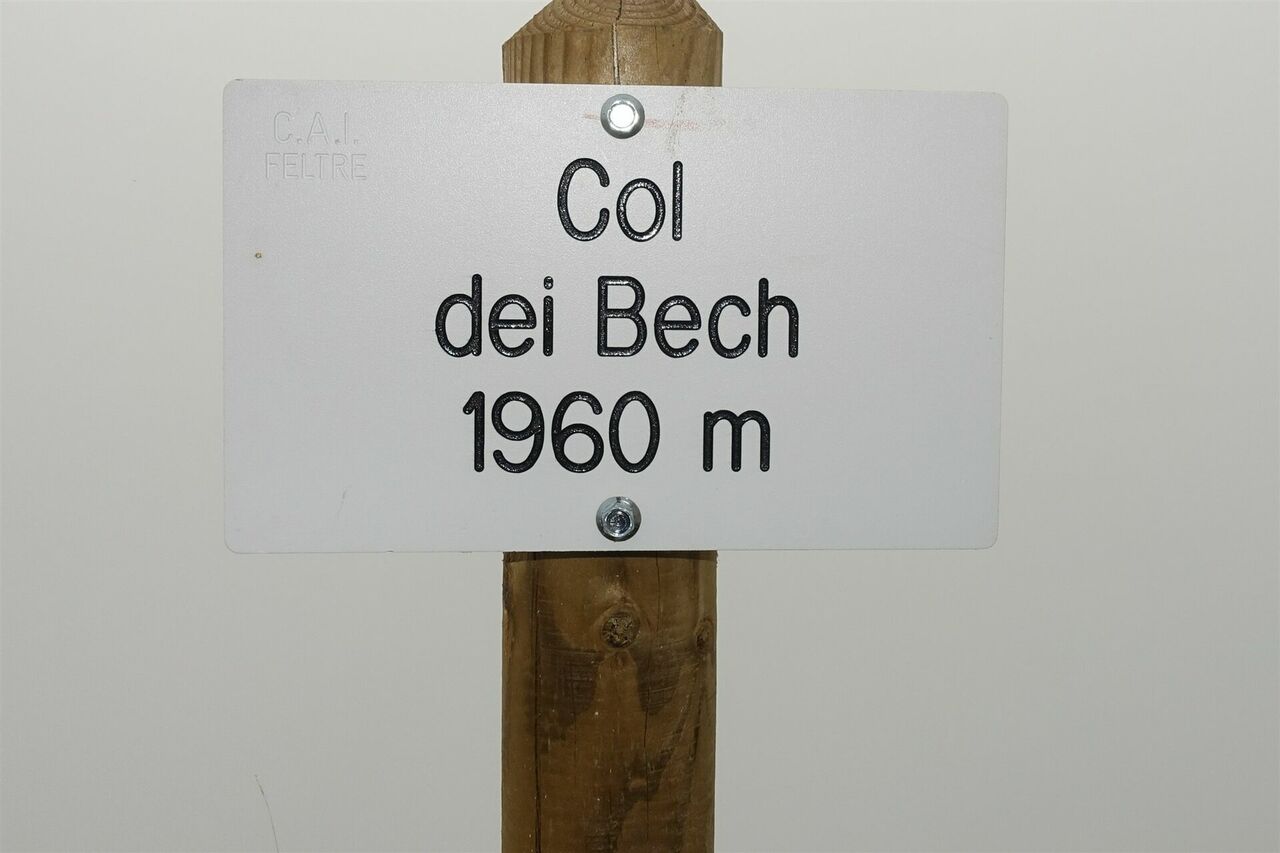 C.A.I.
FELTRE
Col
dei Bech
1960 m